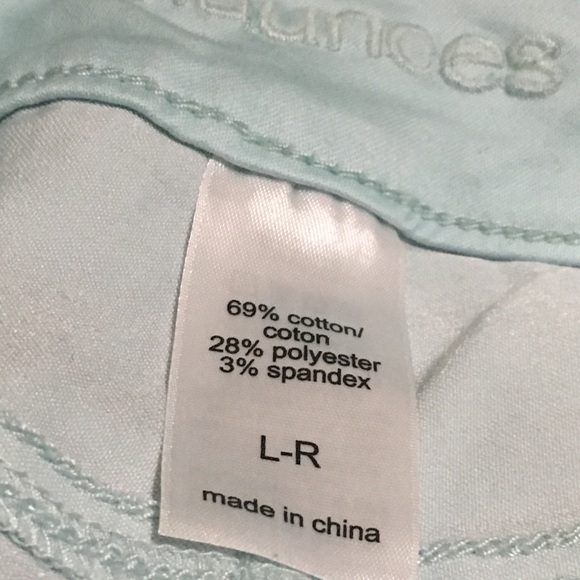 69% cotton/
coton
28% polyester
3% spandex
L-R
made in china